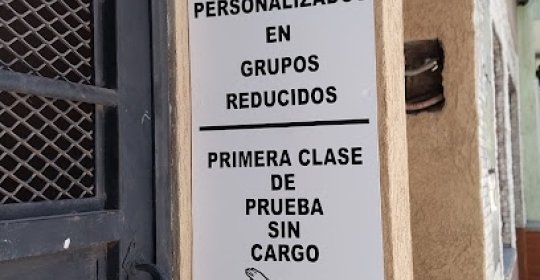 PERSONALIZADOS
EN
GRUPOS
REDUCIDOS
PRIMERA CLASE
DE
PRUEBA
SIN
CARGO